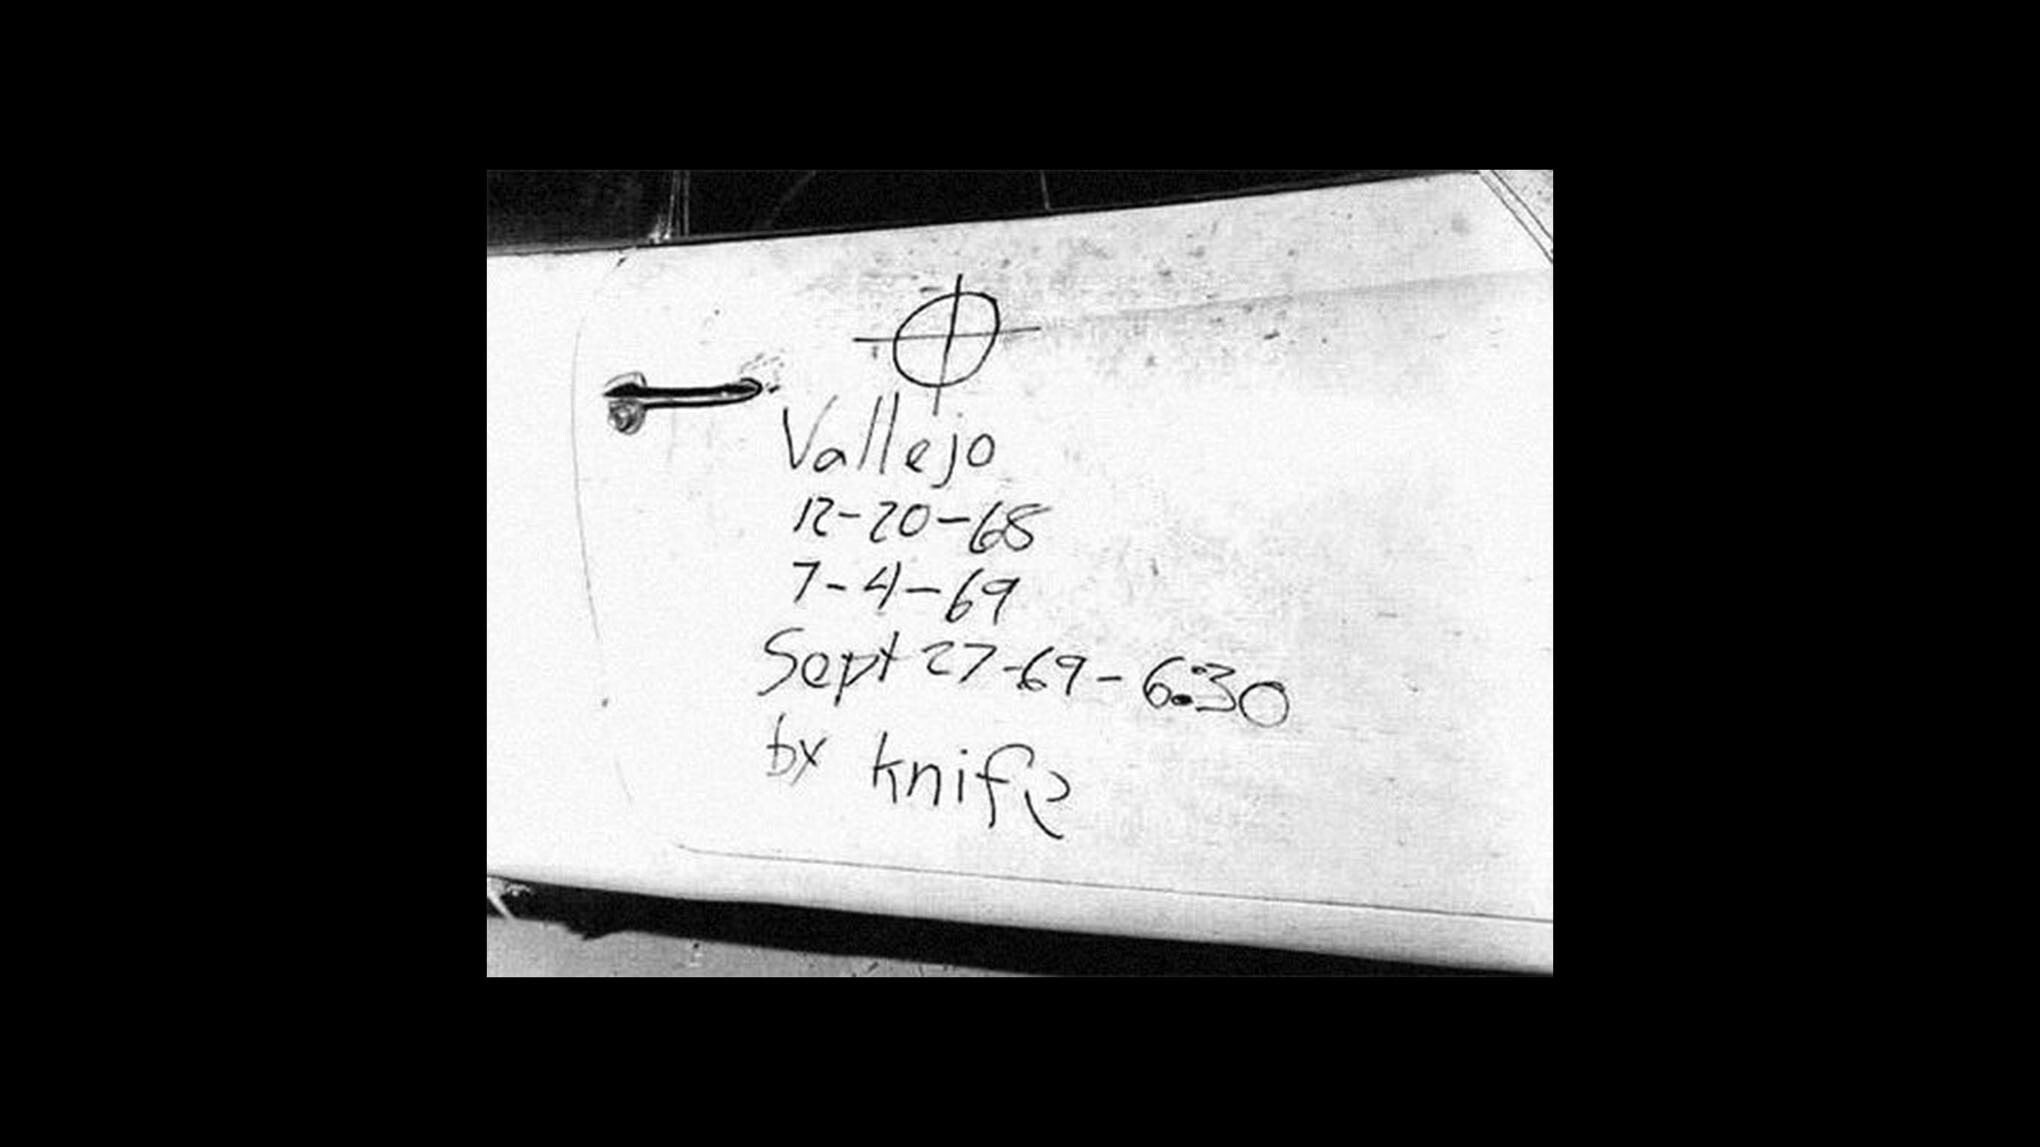 Vallejo
12-20-68
7-4-69
Sept 27-69-6:30
by knife